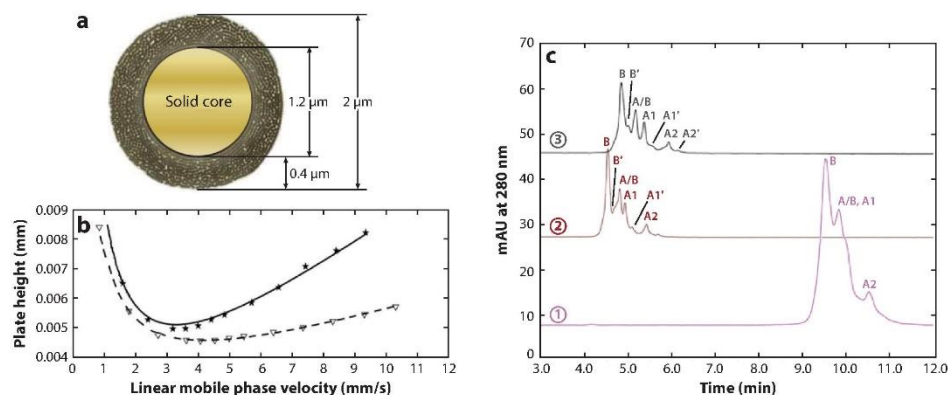 a
Solid core
1.2 µm
2 µm
0.4 µm
b
Plate height (mm)
0.009
0.008
0.007
0.006
0.005
0.004
0 1 2 3 4 5 6 7 8 9 10 11 12
Linear mobile phase velocity (mm/s)
c
mAU at 280 nm
70
60
50
40
30
20
10
0
B B'
A/B
A1 A1'
A2 A2'
3
B
B'
A/B
A1 A1'
A2
2
B
A/B, A1
A2
1
3.0 4.0 5.0 6.0 7.0 8.0 9.0 10.0 11.0 12.0
Time (min)